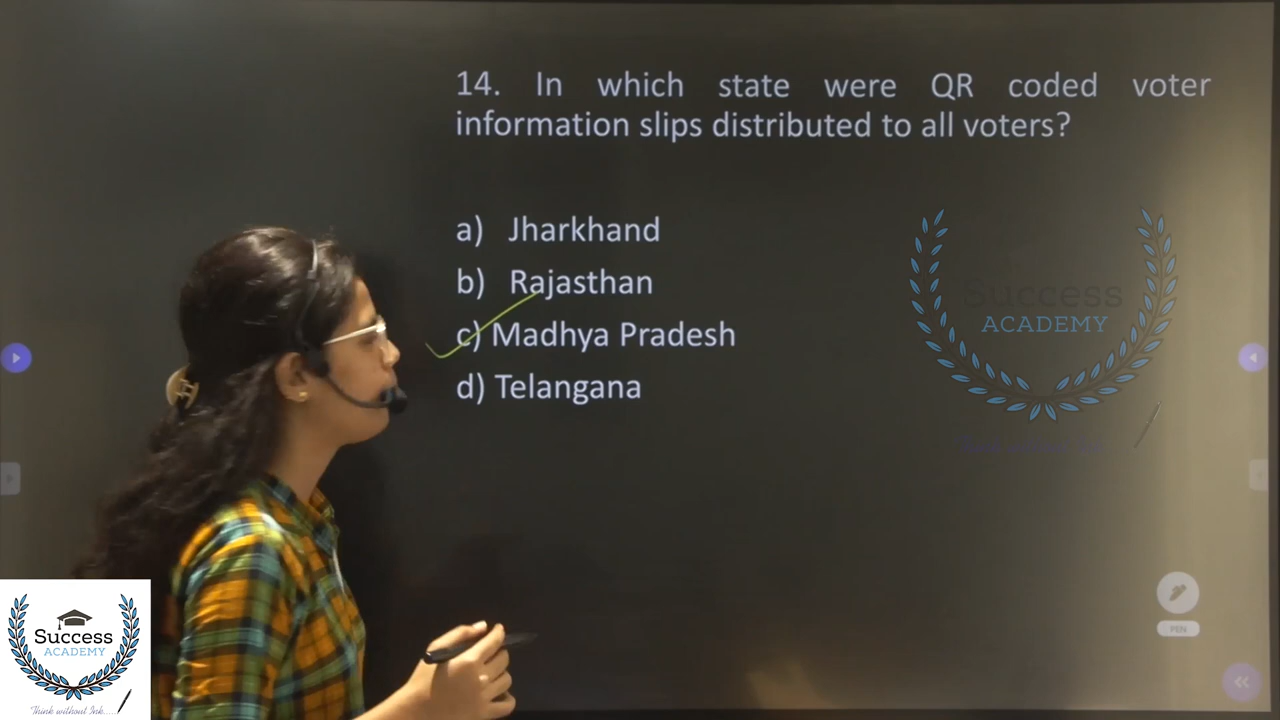 14. In which state were QR coded voter
information slips distributed to all voters?
a) Jharkhand
b) Rajasthan
c) Madhya Pradesh
d) Telangana
Success
ACADEMY
PEN
Success
ACADEMY
Think without Ink....